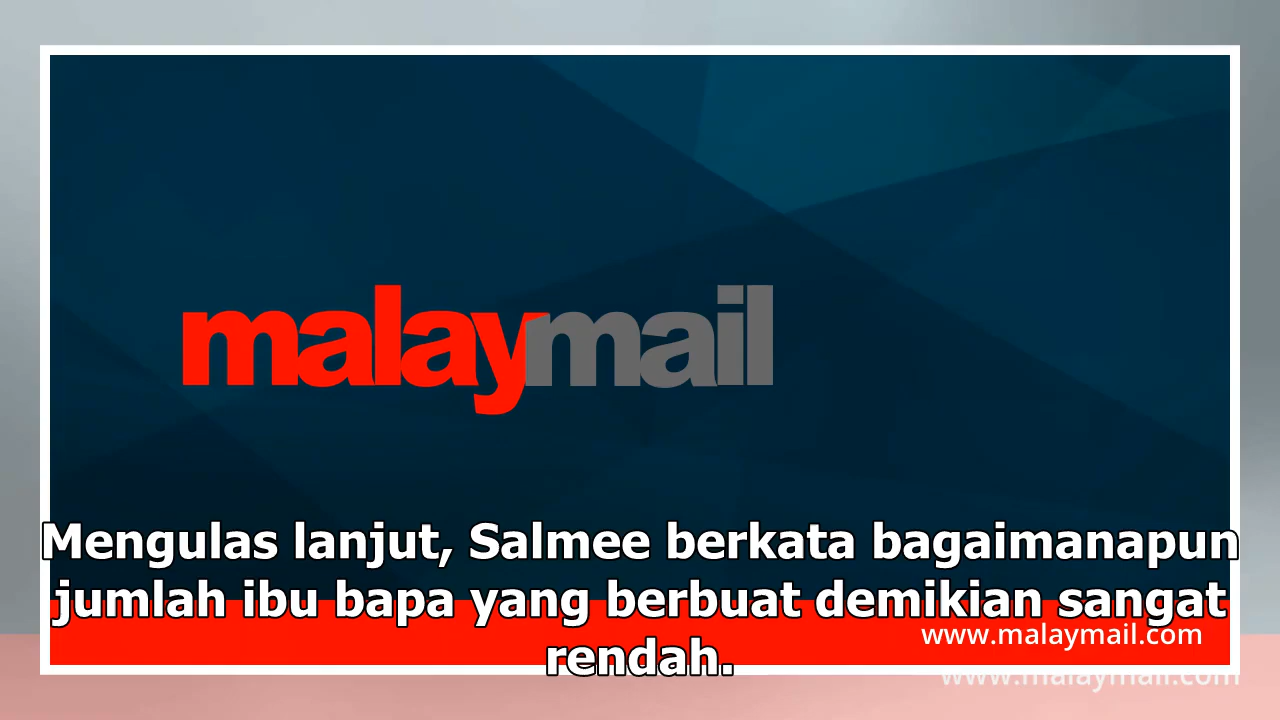 malaymail
Mengulas lanjut, Salmee berkata bagaimanapun
jumlah ibu bapa yang berbuat demikian sangat
www.malaymail.com
rendah.
www.malaymail.com